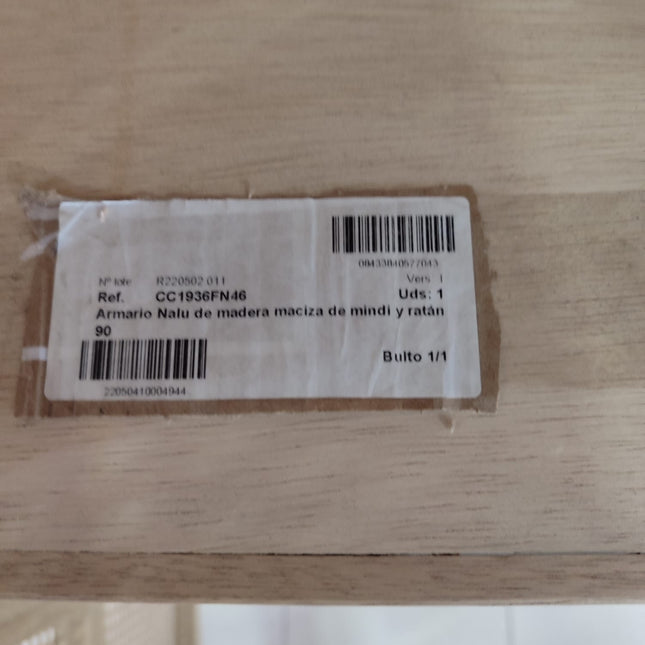 08433840577043
Nº lote R220502 011
Vers. 1
Ref. CC1936FN46
Uds: 1
Armario Nalu de madera maciza de mindi y ratán
90
Bulto 1/1
22050410004944